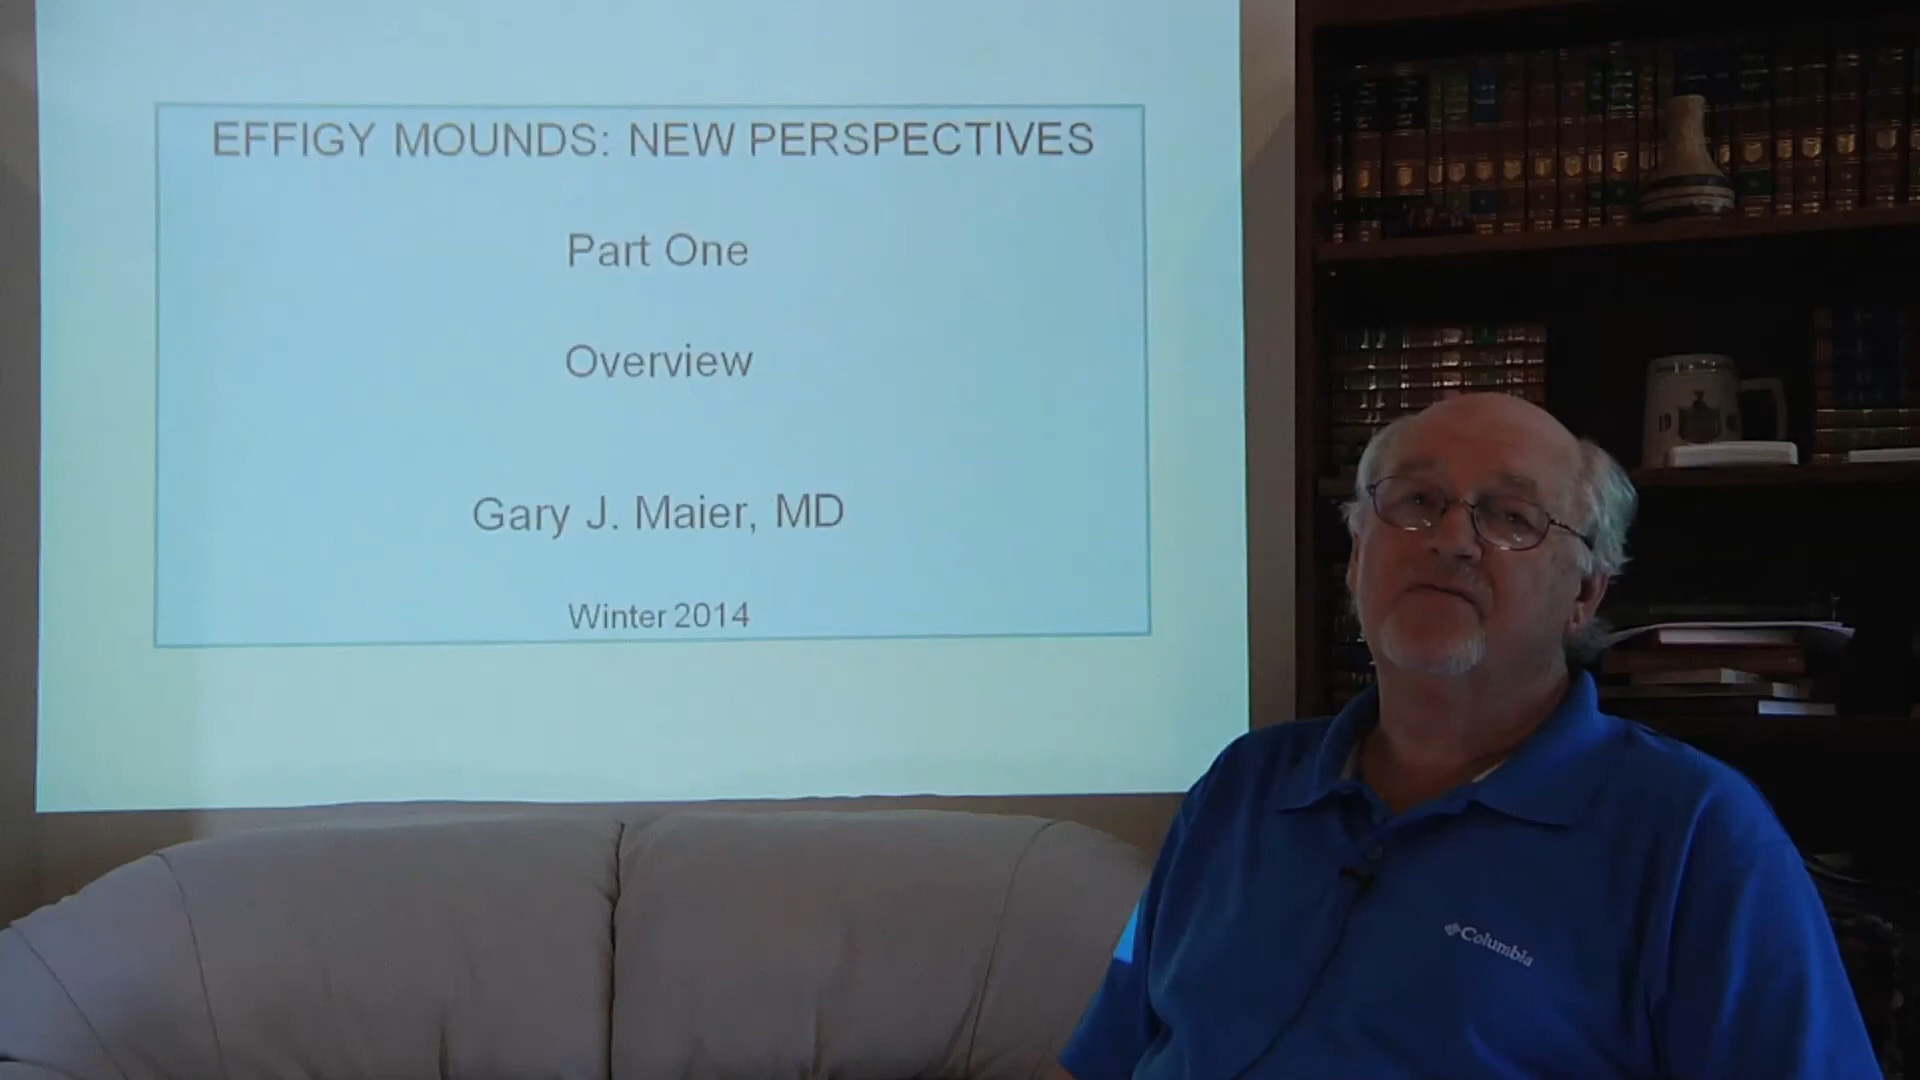 EFFIGY MOUNDS: NEW PERSPECTIVES
Part One
Overview
Gary J. Maier, MD
Winter 2014
Columbia